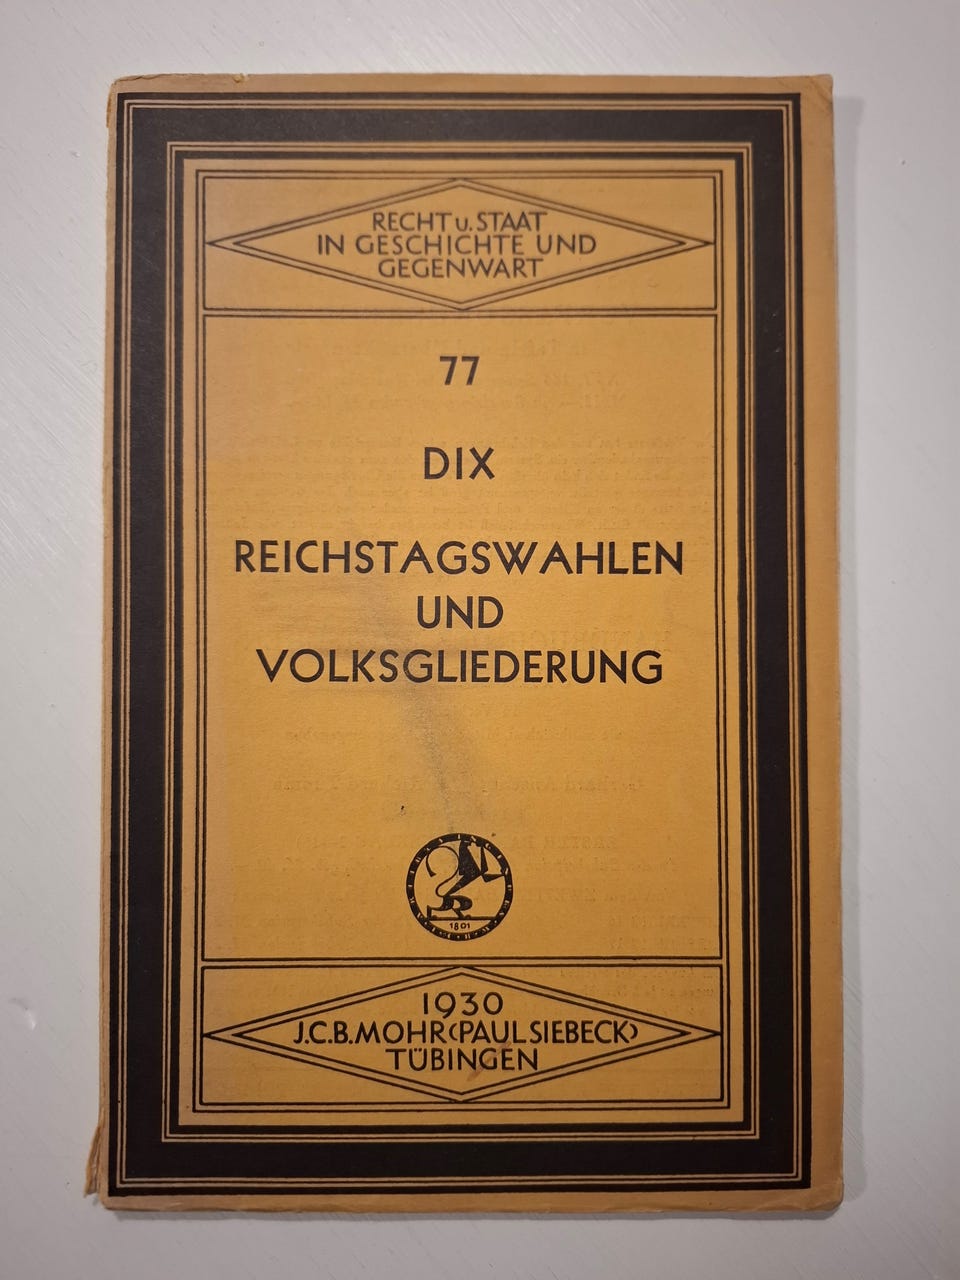 RECHT u. STAAT
IN GESCHICHTE UND
GEGENWART
77
DIX
REICHSTAGSWAHLEN
UND
VOLKSGLIEDERUNG
1801
1930
J.C.B.MOHR(PAUL SIEBECK)
TÜBINGEN